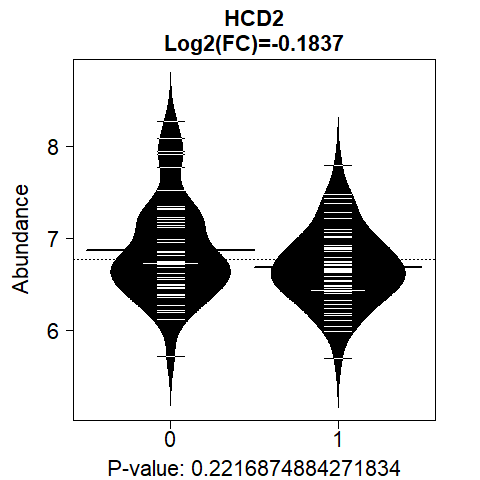 HCD2
Log2(FC)=-0.1837
Abundance
8
7
6
0 1
P-value: 0.2216874884271834